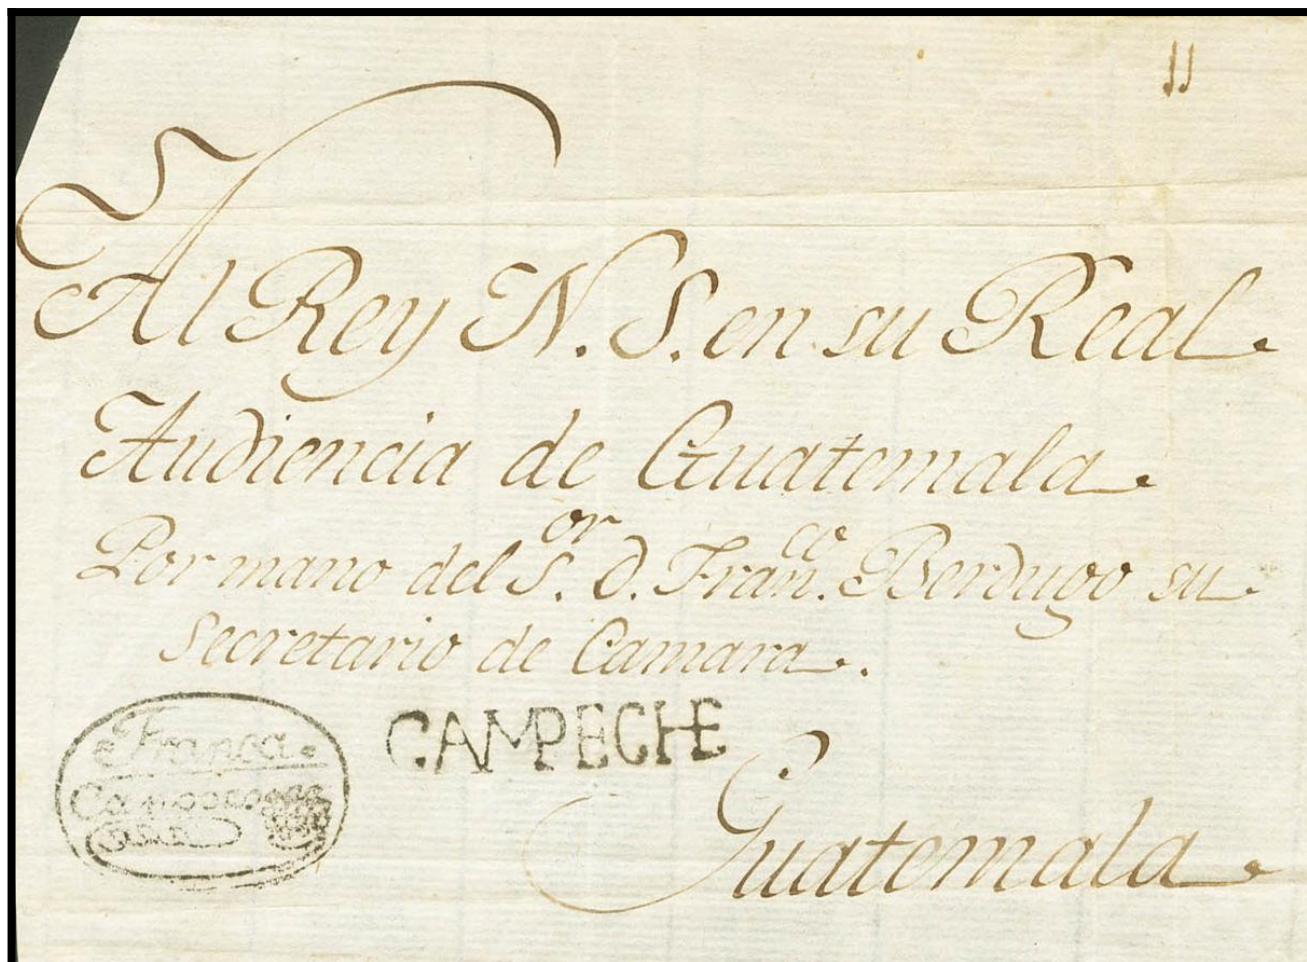 Al Rey N. S. en su Real
Audiencia de Guatemala
Por mano del S.or D. Fran.co Berdugo su
Secretario de Camara.
Franca
CAMPECHE
Guatemala